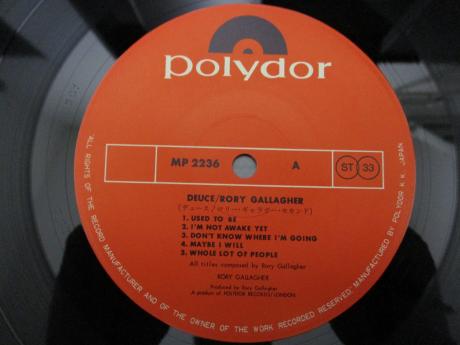 polydor
MP 2236 A ST 33
DEUCE/RORY GALLAGHER
(デュース/ロリー・ギャラガー・セカンド)
1. USED TO BE
2. I'M NOT AWAKE YET
3. DON'T KNOW WHERE I'M GOING
4. MAYBE I WILL
5. WHOLE LOT OF PEOPLE
All titles composed by Rory Gallagher
RORY GALLAGHER
Produced by Rory Gallagher
A product of POLYDOR RECORDS/LONDON.
ALL RIGHTS OF THE RECORD MANUFACTURER AND OF THE OWNER OF THE WORK RECORDED RESERVED MANUFACTURED BY POLYDOR K.K. JAPAN